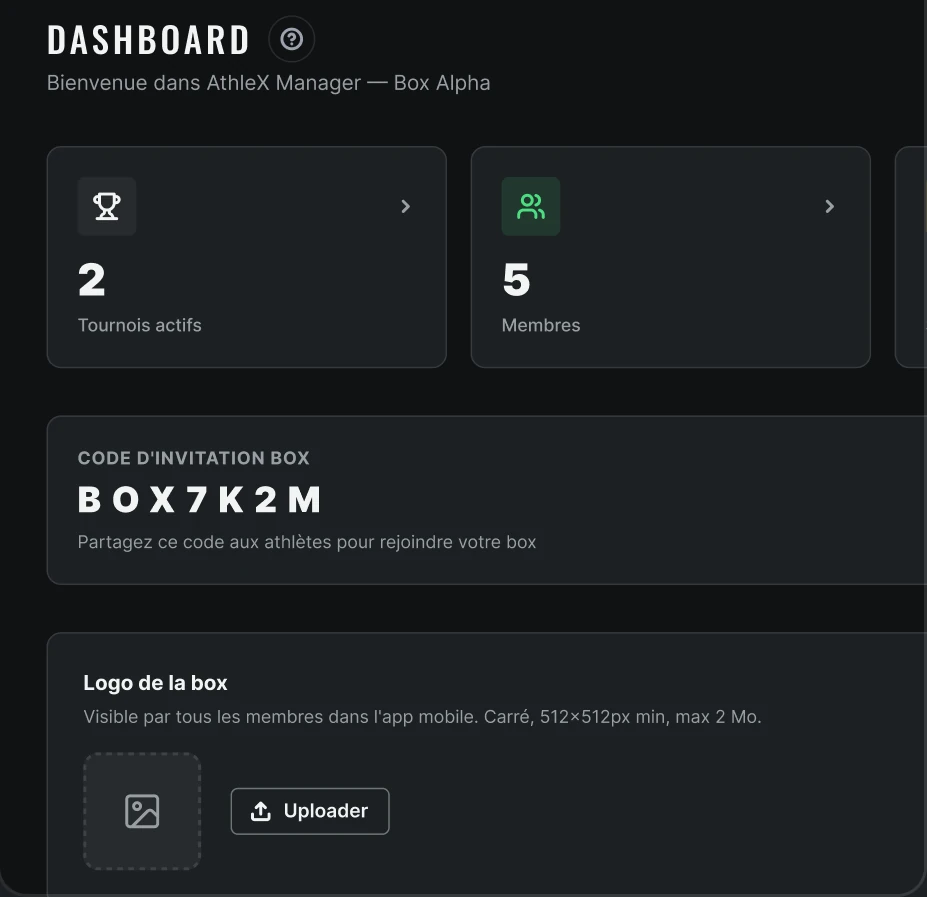 DASHBOARD
Bienvenue dans AthleX Manager — Box Alpha
2
Tournois actifs
5
Membres
CODE D'INVITATION BOX
BOX7K2M
Partagez ce code aux athlètes pour rejoindre votre box
Logo de la box
Visible par tous les membres dans l'app mobile. Carré, 512×512px min, max 2 Mo.
Uploader